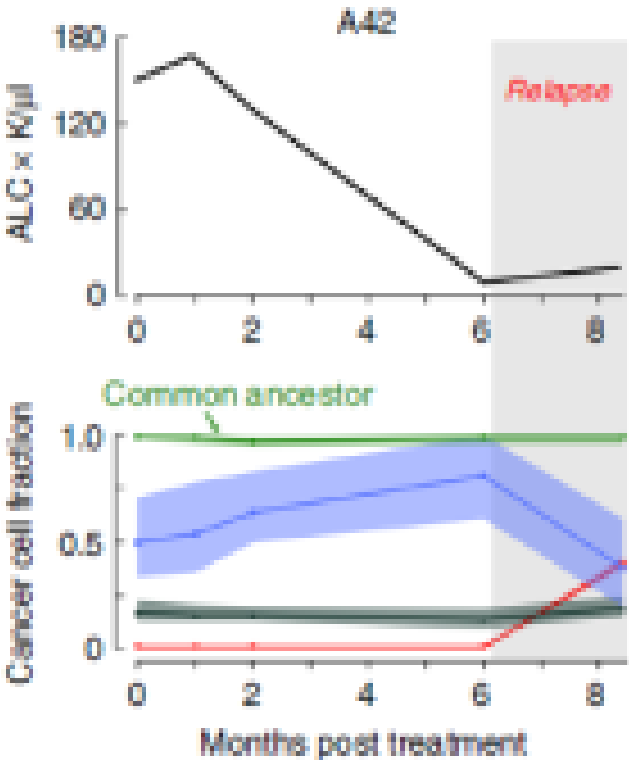 A42
180
120
60
0
ALC × K/µl
Relapse
0 2 4 6 8
Common ancestor
1.0
0.5
0
Cancer cell fraction
0 2 4 6 8
Months post treatment